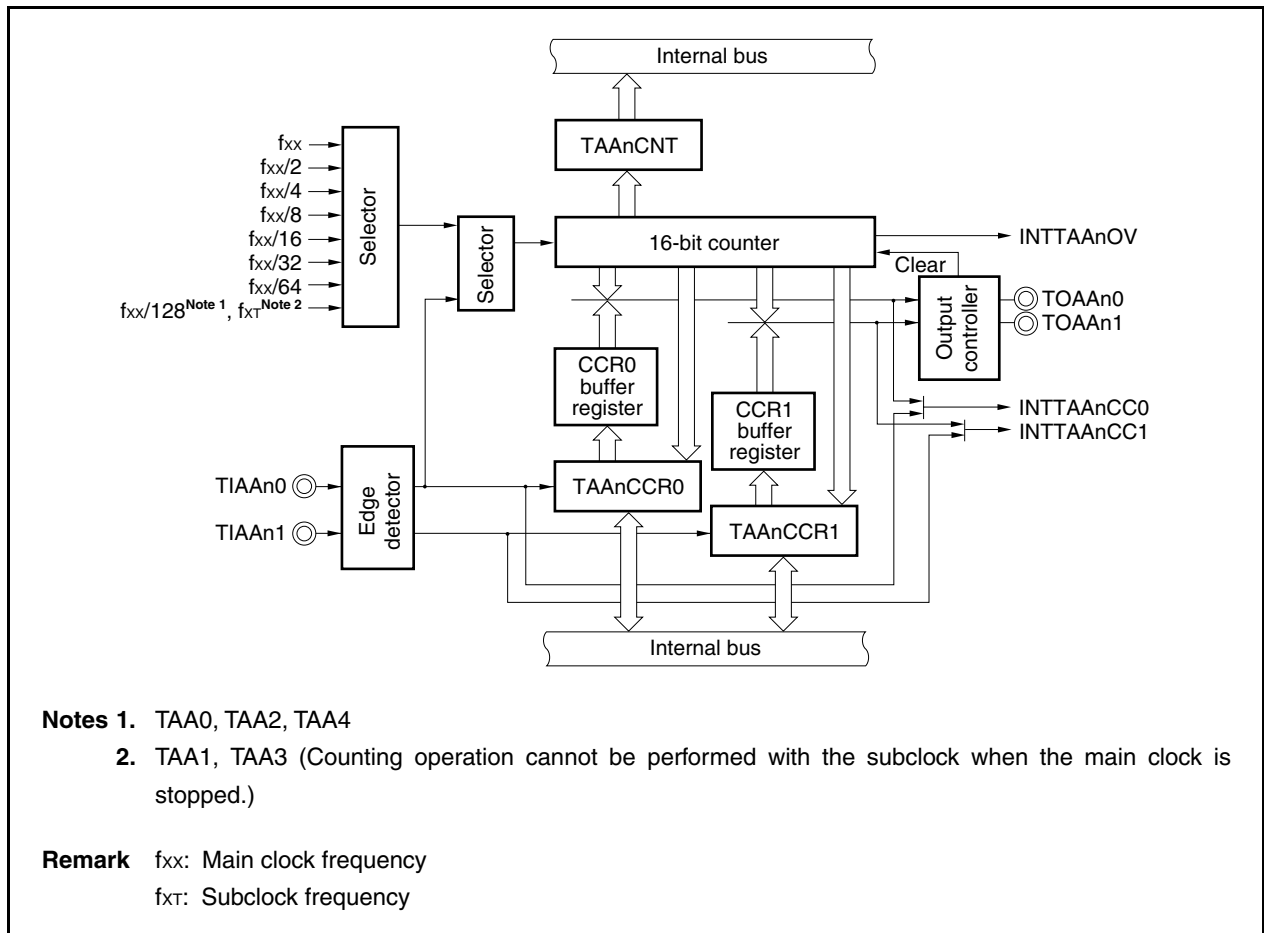 Internal bus
TAAnCNT
fXX
fXX/2
fXX/4
fXX/8
fXX/16
fXX/32
fXX/64
fXX/128Note 1, fXTNote 2
Selector
Selector
16-bit counter
INTTAAnOV
Clear
TOAAn0
TOAAn1
Output
controller
CCR0
buffer
register
CCR1
buffer
register
INTTAAnCC0
INTTAAnCC1
TIAAn0
TIAAn1
Edge
detector
TAAnCCR0
TAAnCCR1
Internal bus
Notes 1. TAA0, TAA2, TAA4
2. TAA1, TAA3 (Counting operation cannot be performed with the subclock when the main clock is
stopped.)
Remark fXX: Main clock frequency
fXT: Subclock frequency